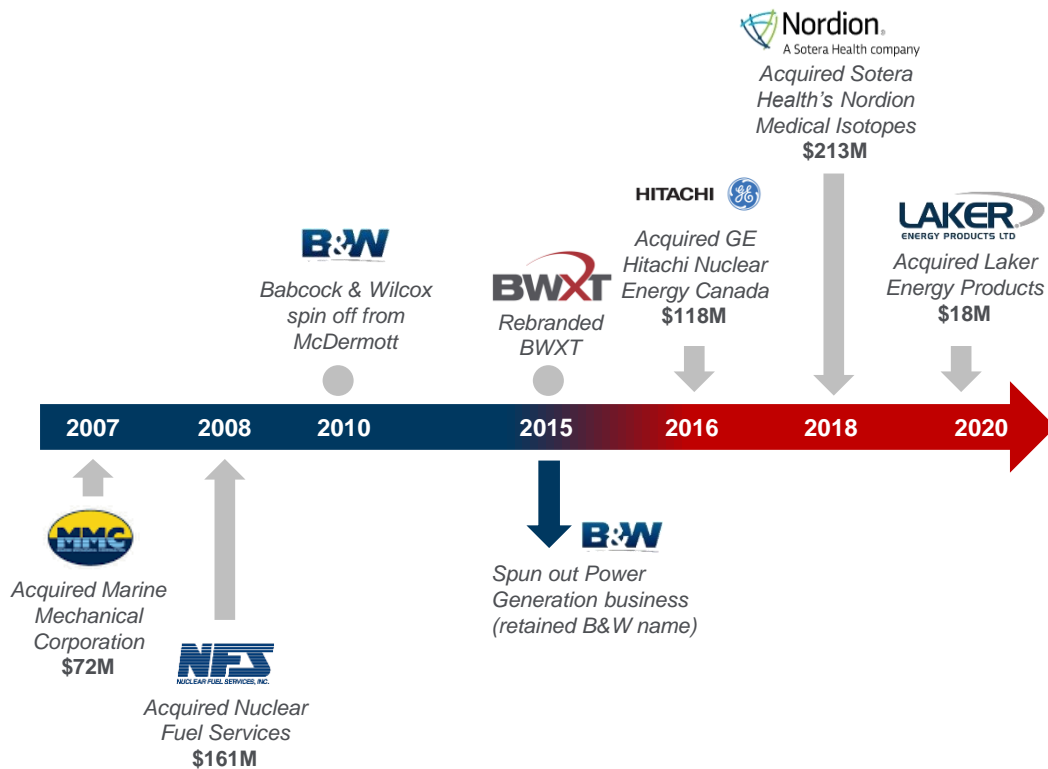 Nordion®
A Sotera Health company
Acquired Sotera
Health's Nordion
Medical Isotopes
$213M
HITACHI
GE
Acquired GE
Hitachi Nuclear
Energy Canada
$118M
LAKER
ENERGY PRODUCTS LTD
Acquired Laker
Energy Products
$18M
B&W
Babcock & Wilcox
spin off from
McDermott
BWXT
Rebranded
BWXT
2007
2008
2010
2015
2016
2018
2020
MMC
Acquired Marine
Mechanical
Corporation
$72M
NFS
NUCLEAR FUEL SERVICES, INC.
Acquired Nuclear
Fuel Services
$161M
B&W
Spun out Power
Generation business
(retained B&W name)